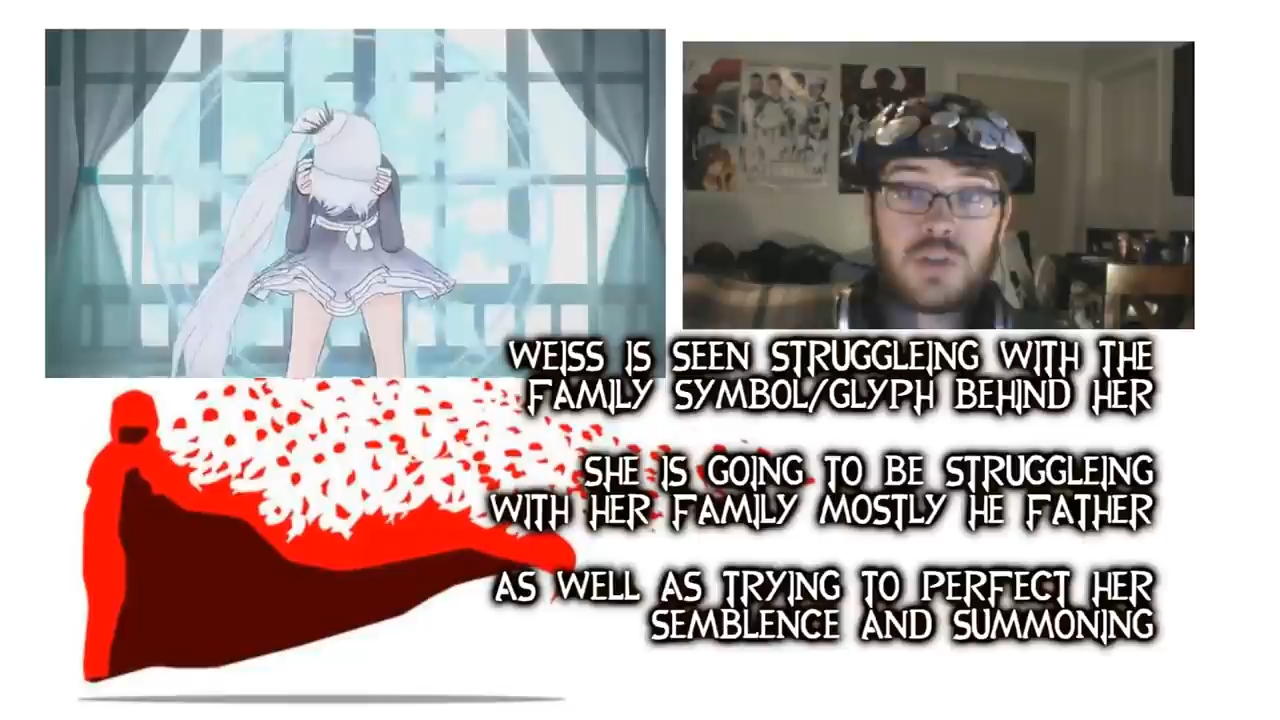 WEISS IS SEEN STRUGGLEING WITH THE
FAMILY SYMBOL/GLYPH BEHIND HER
SHE IS GOING TO BE STRUGGLEING
WITH HER FAMILY MOSTLY HE FATHER
AS WELL AS TRYING TO PERFECT HER
SEMBLENCE AND SUMMONING